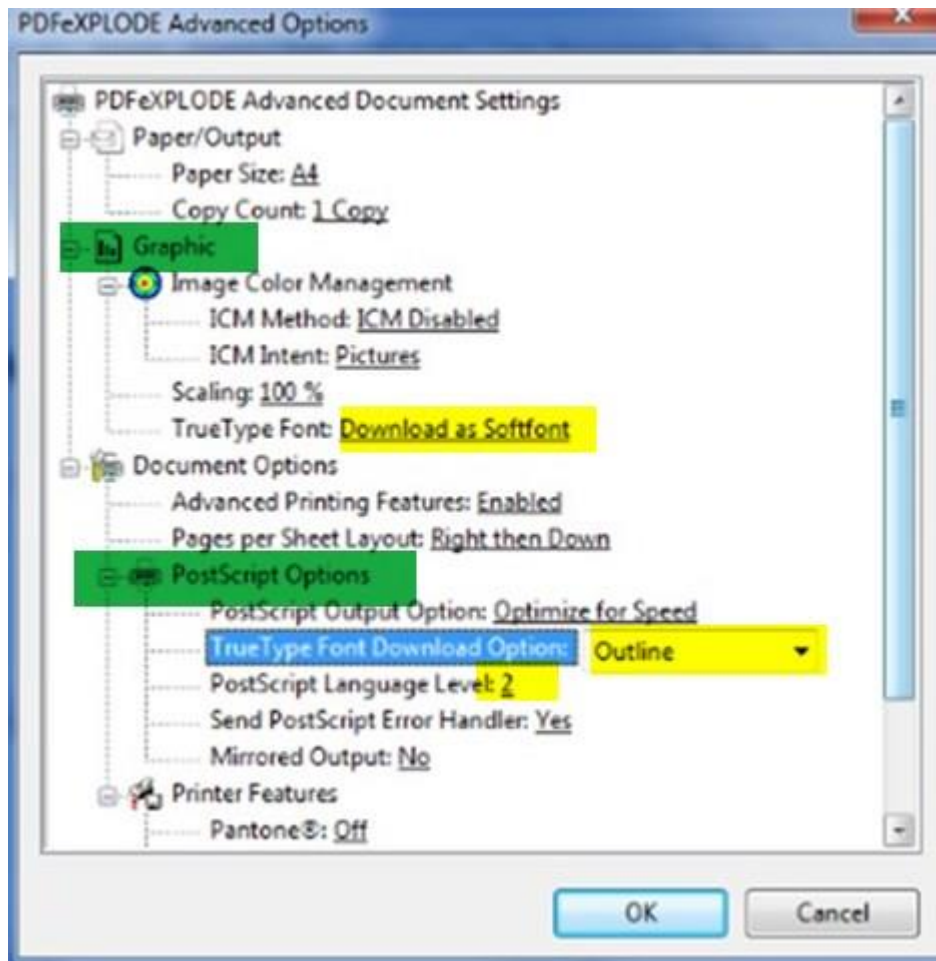 PDFeXPLODE Advanced Options
PDFeXPLODE Advanced Document Settings
Paper/Output
Paper Size: A4
Copy Count: 1 Copy
Graphic
Image Color Management
ICM Method: ICM Disabled
ICM Intent: Pictures
Scaling: 100 %
TrueType Font: Download as Softfont
Document Options
Advanced Printing Features: Enabled
Pages per Sheet Layout: Right then Down
PostScript Options
PostScript Output Option: Optimize for Speed
TrueType Font Download Option: Outline
PostScript Language Level: 2
Send PostScript Error Handler: Yes
Mirrored Output: No
Printer Features
Pantone®: Off
OK Cancel